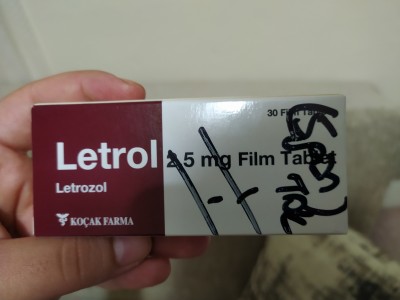 30 Film Tablet
Letrol 2,5 mg Film Tablet
Letrozol
KOÇAK FARMA